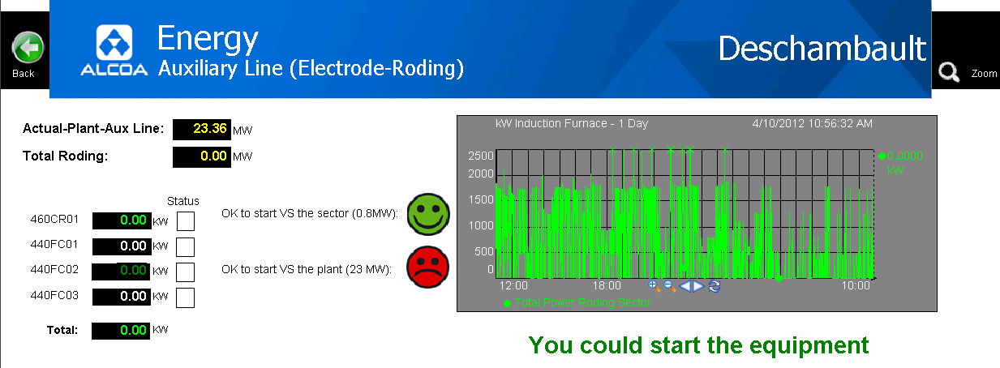 Back
ALCOA
Energy
Auxiliary Line (Electrode-Roding)
Deschambault
Zoom
Actual-Plant-Aux Line: 23.36 MW
Total Roding: 0.00 MW
Status
460CR01 0.00 KW
440FC01 0.00 KW
440FC02 0.00 KW
440FC03 0.00 KW
Total: 0.00 KW
OK to start VS the sector (0.8MW):
OK to start VS the plant (23 MW):
kW Induction Furnace - 1 Day 4/10/2012 10:56:32 AM
2500
2000
1500
1000
500
0
12:00 18:00 10:00
0.0000
kW
Total Power Roding Sector
You could start the equipment